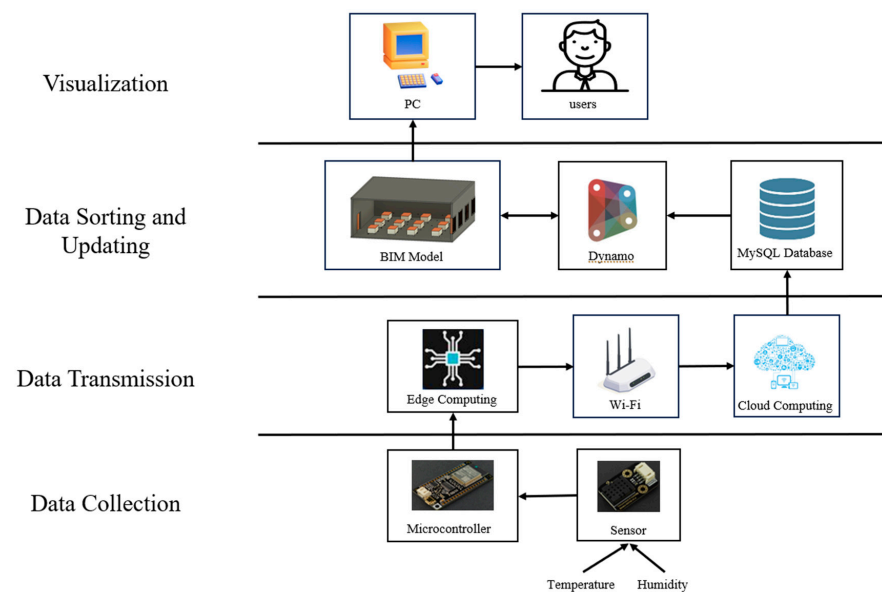 Visualization
PC
users
Data Sorting and
Updating
BIM Model
Dynamo
MySQL Database
Data Transmission
Edge Computing
Wi-Fi
Cloud Computing
Data Collection
Microcontroller
Sensor
Temperature
Humidity